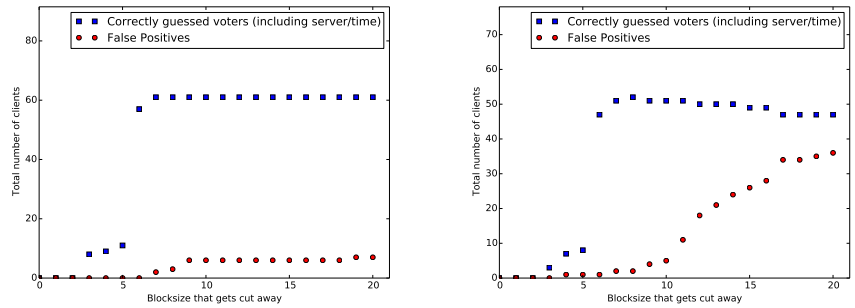 Correctly guessed voters (including server/time)
False Positives
80
60
40
20
0
Total number of clients
0 5 10 15 20
Blocksize that gets cut away
Correctly guessed voters (including server/time)
False Positives
70
60
50
40
30
20
10
0
Total number of clients
0 5 10 15 20
Blocksize that gets cut away